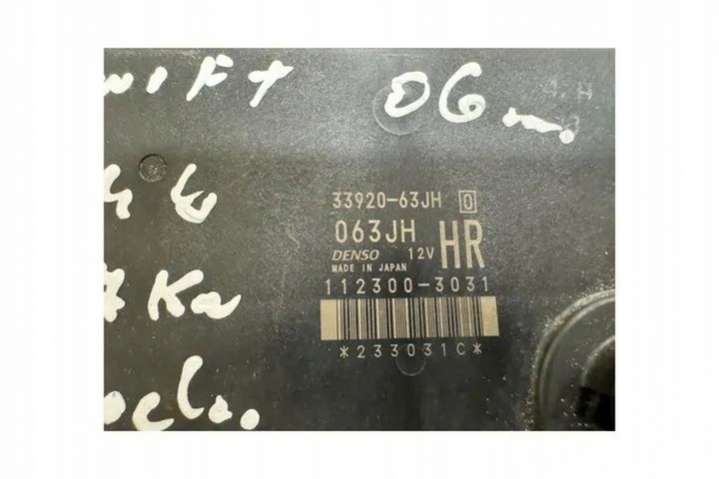 06
33920-63JH 0
063JH HR
DENSO 12V
MADE IN JAPAN
112300-3031
*233031C*